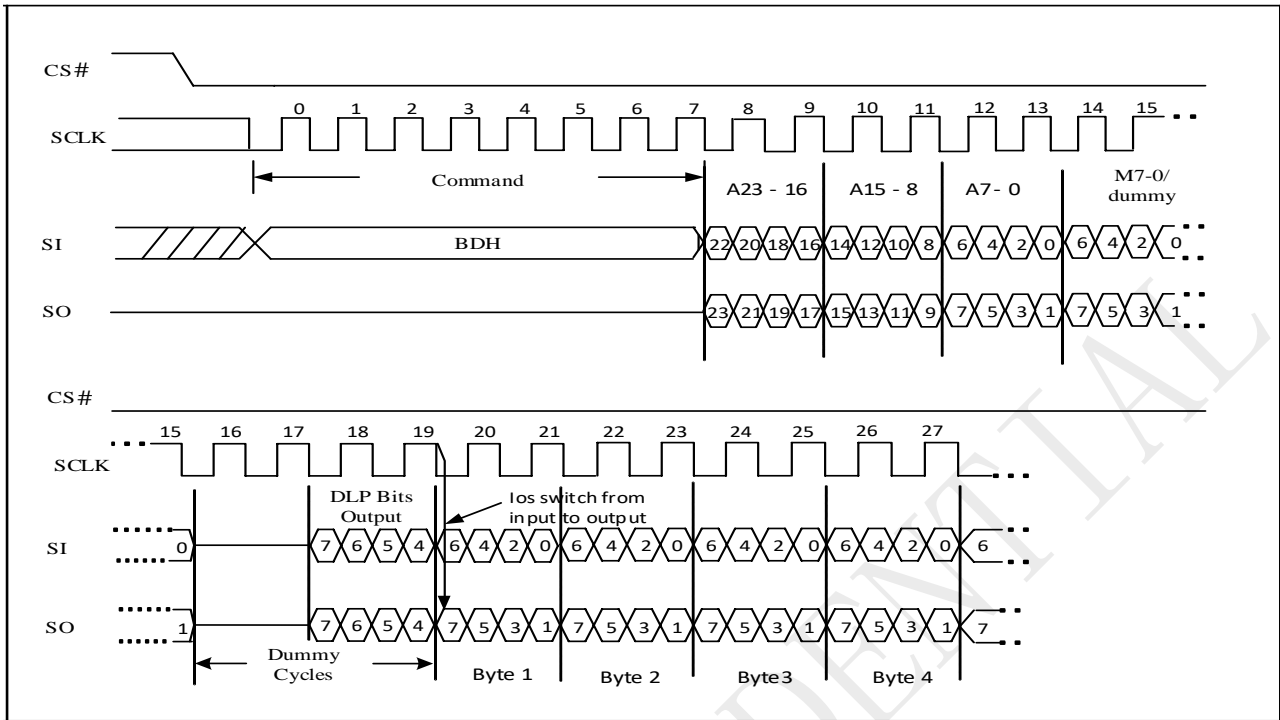 CS#
0 1 2 3 4 5 6 7 8 9 10 11 12 13 14 15
SCLK
Command
A23 - 16 A15 - 8 A7- 0 M7-0/
dummy
SI BDH 22 20 18 16 14 12 10 8 6 4 2 0 6 4 2 0
SO 23 21 19 17 15 13 11 9 7 5 3 1 7 5 3 1
CS#
15 16 17 18 19 20 21 22 23 24 25 26 27
SCLK
DLP Bits
Output
Ios switch from
input to output
SI 0 7 6 5 4 6 4 2 0 6 4 2 0 6 4 2 0 6 4 2 0 6
SO 1 7 6 5 4 7 5 3 1 7 5 3 1 7 5 3 1 7 5 3 1 7
Dummy
Cycles
Byte 1 Byte 2 Byte3 Byte 4
DENTIAL